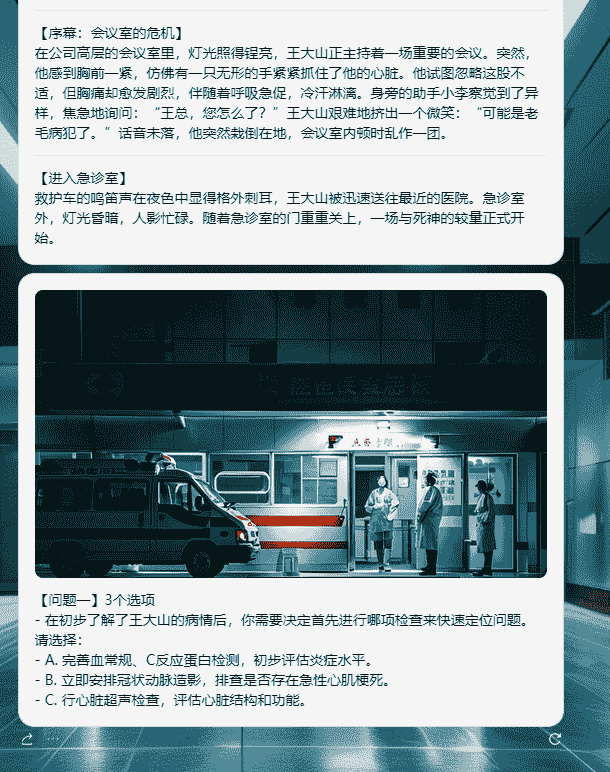 【序幕：会议室的危机】
在公司高层的会议室里，灯光照得锃亮，王大山正主持着一场重要的会议。突然，
他感到胸前一紧，仿佛有一只无形的手紧紧抓住了他的心脏。他试图忽略这股不
适，但胸痛却愈发剧烈，伴随着呼吸急促，冷汗淋漓。身旁的助手小李察觉到了异
样，焦急地询问：“王总，您怎么了？”王大山艰难地挤出一个微笑：“可能是老
毛病犯了。”话音未落，他突然栽倒在地，会议室内顿时乱作一团。
【进入急诊室】
救护车的鸣笛声在夜色中显得格外刺耳，王大山被迅速送往最近的医院。急诊室
外，灯光昏暗，人影忙碌。随着急诊室的门重重关上，一场与死神的较量正式开
始。
【问题一】3个选项
- 在初步了解了王大山的病情后，你需要决定首先进行哪项检查来快速定位问题。
请选择：
- A. 完善血常规、C反应蛋白检测，初步评估炎症水平。
- B. 立即安排冠状动脉造影，排查是否存在急性心肌梗死。
- C. 行心脏超声检查，评估心脏结构和功能。